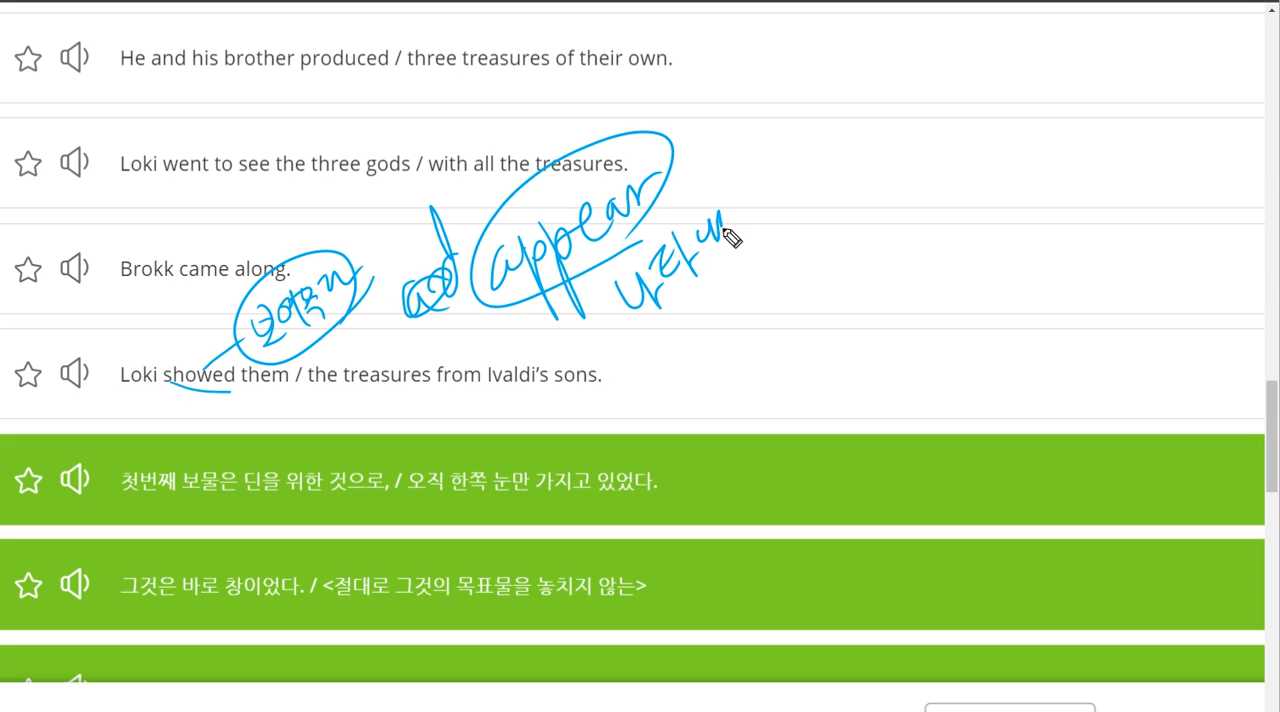 He and his brother produced / three treasures of their own.
Loki went to see the three gods / with all the treasures.
appear
Brokk came along.
보여주기
Loki showed them / the treasures from Ivaldi’s sons.
첫번째 보물은 딘을 위한 것으로, / 오직 한쪽 눈만 가지고 있었다.
그것은 바로 창이었다. / <절대로 그것의 목표물을 놓치지 않는>